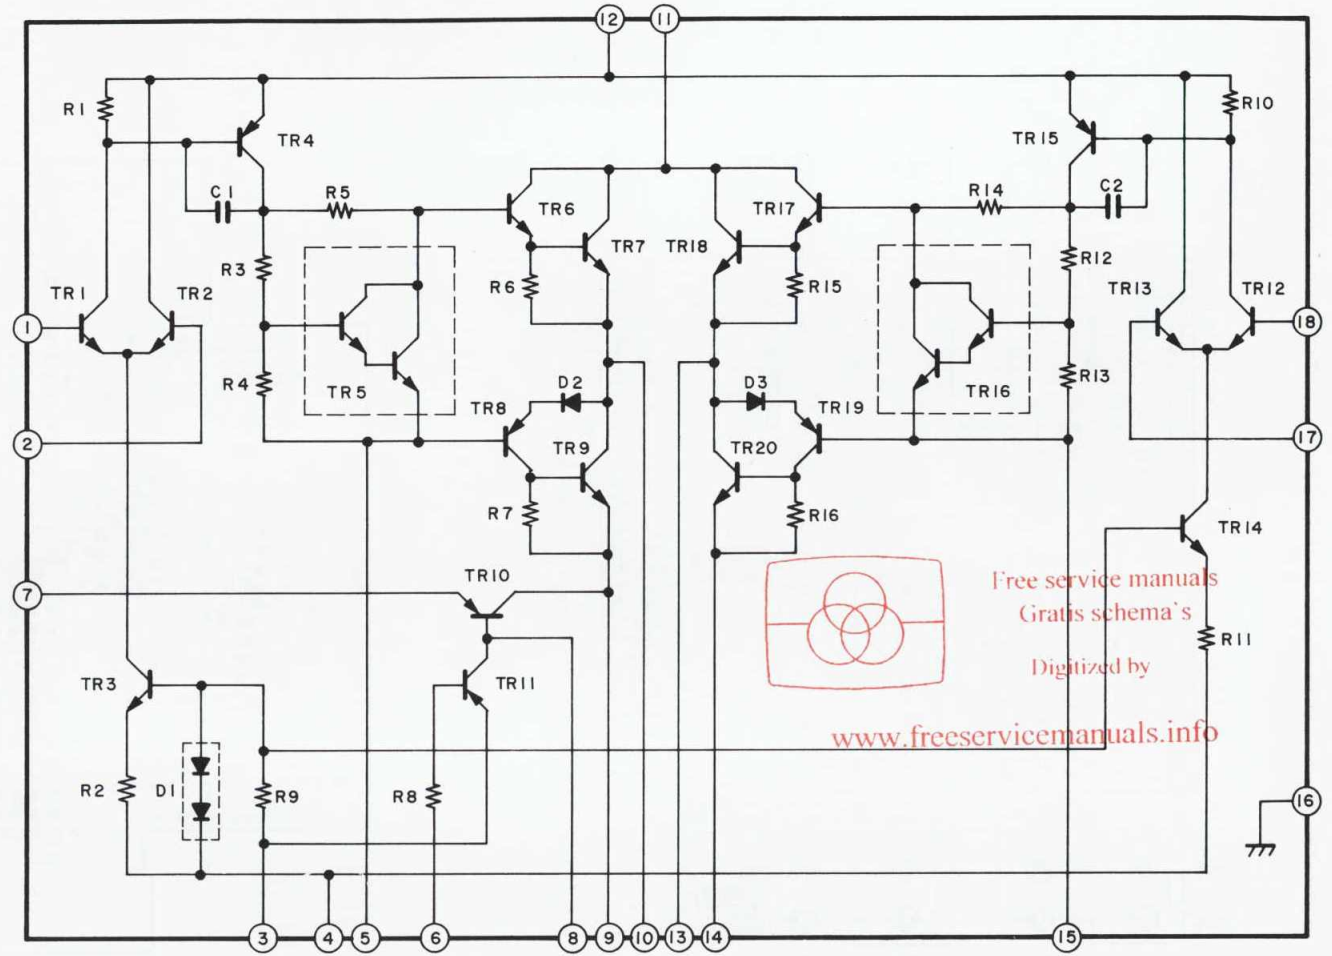 12 11
R1 R10
TR4 TR15
C1 R5 R14 C2
TR6 TR7 TR18 TR17
R3 R6 R15 R12
TR1 TR2 TR13 TR12
1 18
R4 TR5 D2 D3 TR16 R13
TR8 TR19
2 TR9 TR20 17
R7 R16
TR14
7 TR10
Free service manuals
Gratis schema's
R11
Digitized by
TR3 TR11
www.freeservicemanuals.info
R2 D1 R9 R8
16
3 4 5 6 8 9 10 13 14 15